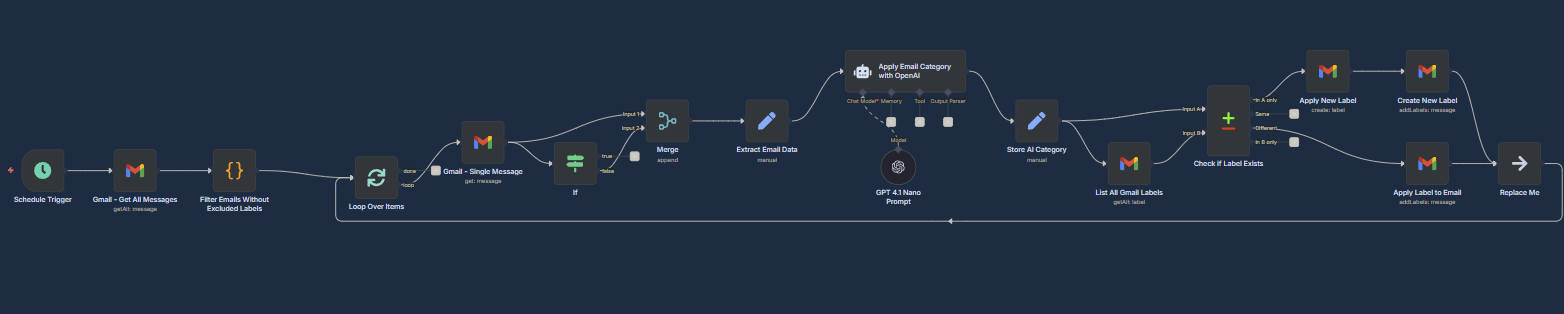 Schedule Trigger
Gmail - Get All Messages
getAll: message
Filter Emails Without
Excluded Labels
Loop Over Items
done
loop
Gmail - Single Message
get: message
If
true
false
Input 1
Input 2
Merge
append
Extract Email Data
manual
Apply Email Category
with OpenAI
Chat Model*
Memory
Tool
Output Parser
Model
GPT 4.1 Nano
Prompt
Store AI Category
manual
List All Gmail Labels
getAll: label
Input A
Input B
Check if Label Exists
In A only
Same
Different
In B only
Apply New Label
create: label
Create New Label
addLabels: message
Apply Label to Email
addLabels: message
Replace Me